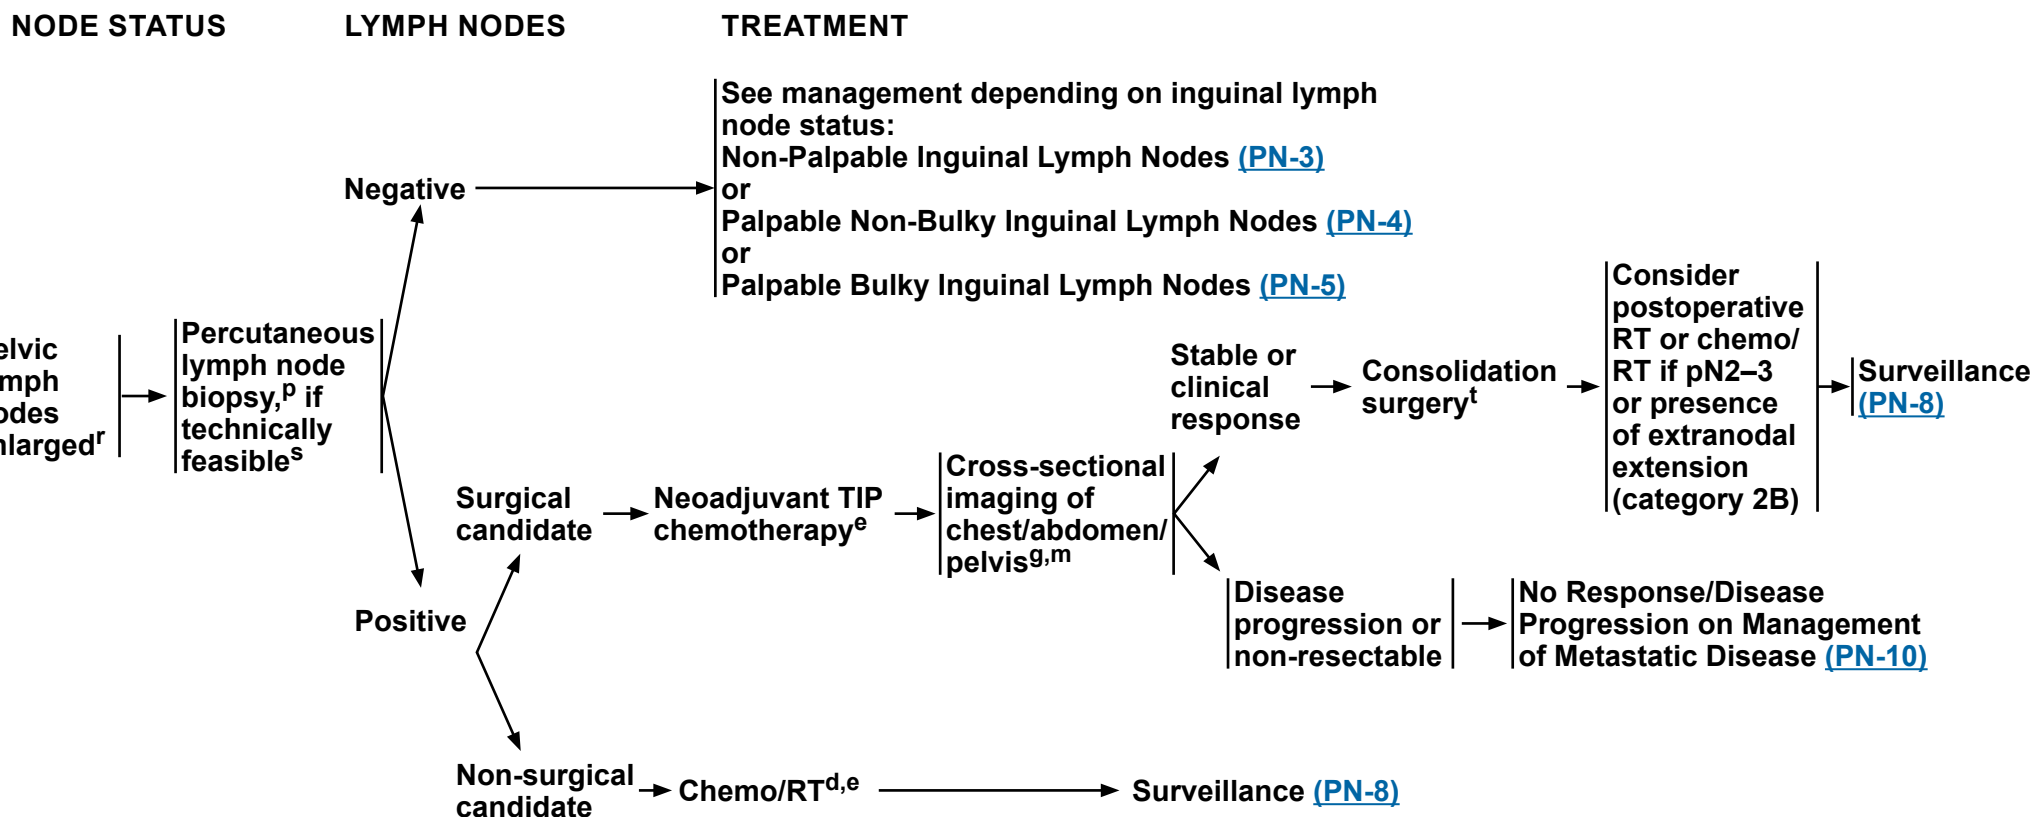 NODE STATUS
LYMPH NODES
TREATMENT
See management depending on inguinal lymph
node status:
Non-Palpable Inguinal Lymph Nodes (PN-3)
or
Palpable Non-Bulky Inguinal Lymph Nodes (PN-4)
or
Palpable Bulky Inguinal Lymph Nodes (PN-5)
Negative
elvic
mph
odes
nlargedr
Percutaneous
lymph node
biopsy,p if
technically
feasibles
Positive
Surgical
candidate
Neoadjuvant TIP
chemotherapye
Cross-sectional
imaging of
chest/abdomen/
pelvisg,m
Stable or
clinical
response
Consolidation
surgeryt
Consider
postoperative
RT or chemo/
RT if pN2–3
or presence
of extranodal
extension
(category 2B)
Surveillance
(PN-8)
Disease
progression or
non-resectable
No Response/Disease
Progression on Management
of Metastatic Disease (PN-10)
Non-surgical
candidate
Chemo/RTd,e
Surveillance (PN-8)